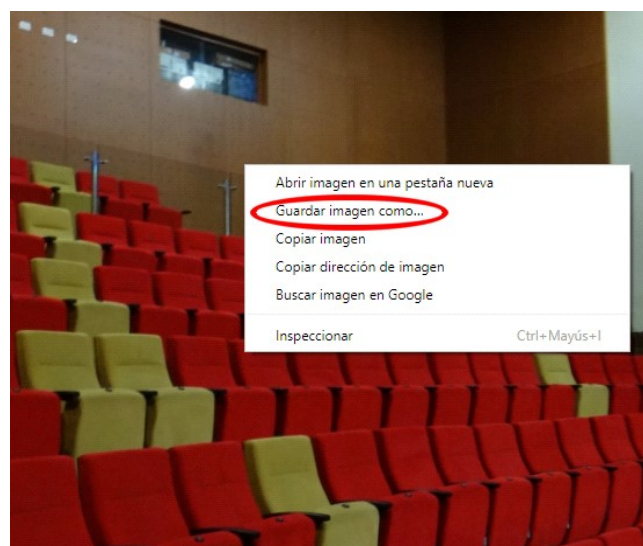 Abrir imagen en una pestaña nueva
Guardar imagen como...
Copiar imagen
Copiar dirección de imagen
Buscar imagen en Google
Inspeccionar Ctrl+Mayús+I